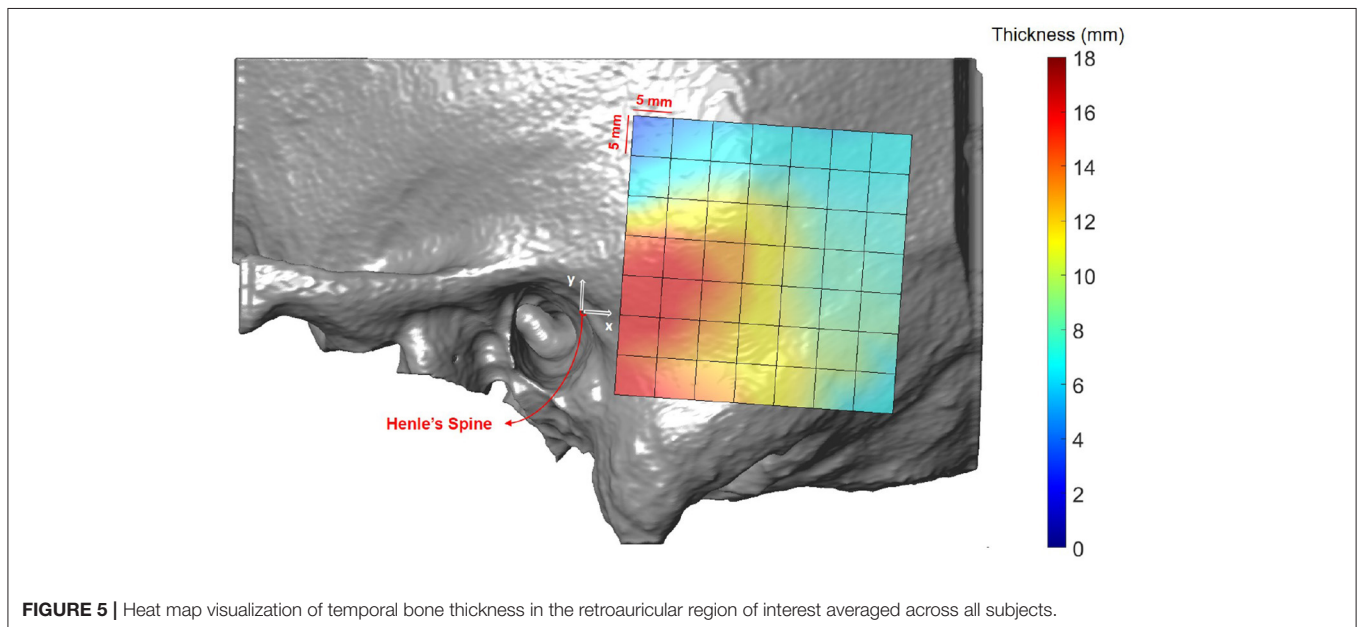 Thickness (mm)
18
16
14
12
10
8
6
4
2
0
5 mm
5 mm
y
x
Henle's Spine
FIGURE 5 | Heat map visualization of temporal bone thickness in the retroauricular region of interest averaged across all subjects.